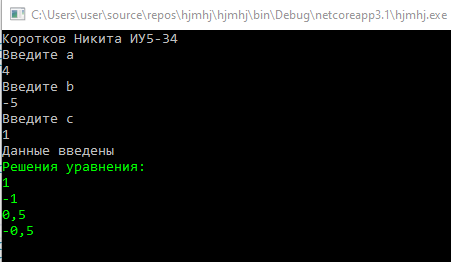 C:\Users\user\source\repos\hjmhj\hjmhj\bin\Debug\netcoreapp3.1\hjmhj.exe
Коротков Никита ИУ5-34
Введите a
4
Введите b
-5
Введите c
1
Данные введены
Решения уравнения:
1
-1
0,5
-0,5